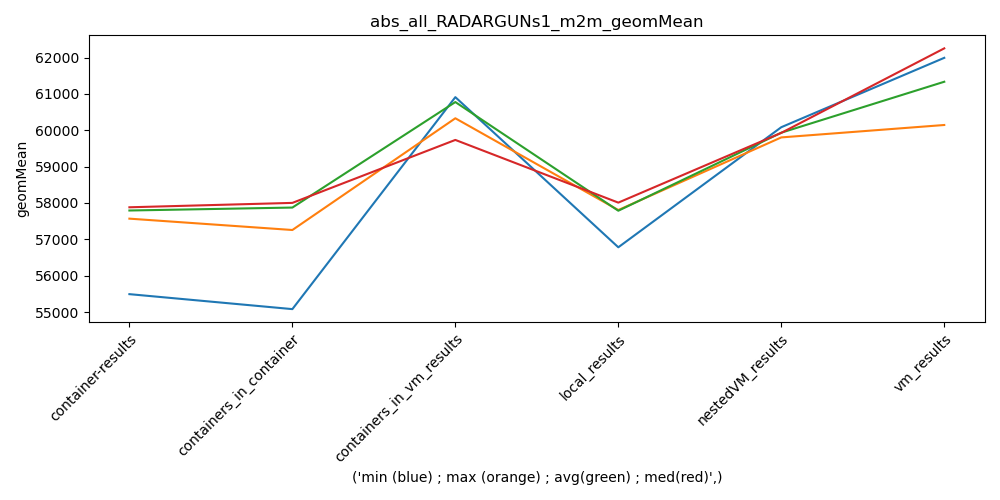 abs_all_RADARGUNs1_m2m_geomMean
geomMean
62000
61000
60000
59000
58000
57000
56000
55000
container-results
containers_in_container
containers_in_vm_results
local_results
nestedVM_results
vm_results
('min (blue) ; max (orange) ; avg(green) ; med(red)',)